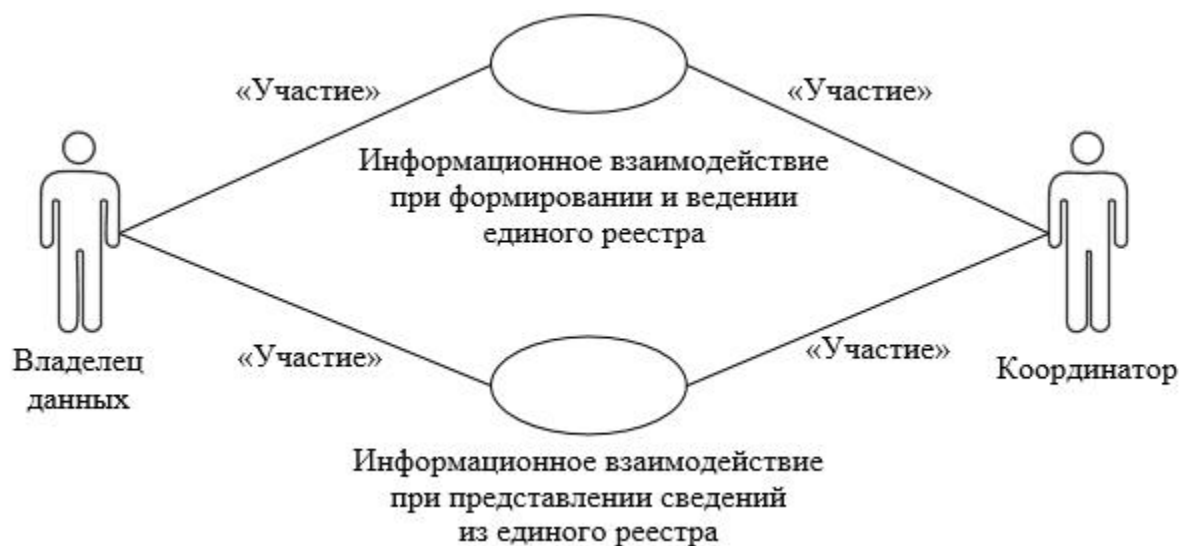 «Участие»
«Участие»
Информационное взаимодействие
при формировании и ведении
единого реестра
Владелец
данных
«Участие»
«Участие»
Координатор
Информационное взаимодействие
при представлении сведений
из единого реестра